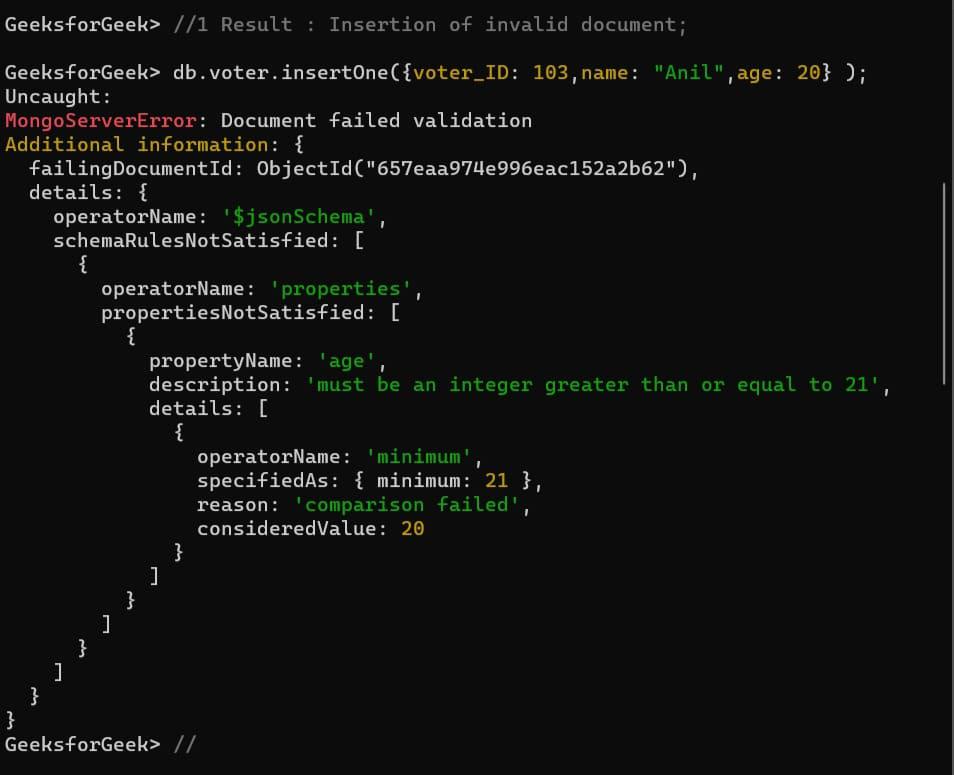 GeeksforGeek> //1 Result : Insertion of invalid document;
GeeksforGeek> db.voter.insertOne({voter_ID: 103,name: "Anil",age: 20} );
Uncaught:
MongoServerError: Document failed validation
Additional information: {
  failingDocumentId: ObjectId("657eaa974e996eac152a2b62"),
  details: {
    operatorName: '$jsonSchema',
    schemaRulesNotSatisfied: [
      {
        operatorName: 'properties',
        propertiesNotSatisfied: [
          {
            propertyName: 'age',
            description: 'must be an integer greater than or equal to 21',
            details: [
              {
                operatorName: 'minimum',
                specifiedAs: { minimum: 21 },
                reason: 'comparison failed',
                consideredValue: 20
              }
            ]
          }
        ]
      }
    ]
  }
}
GeeksforGeek> //